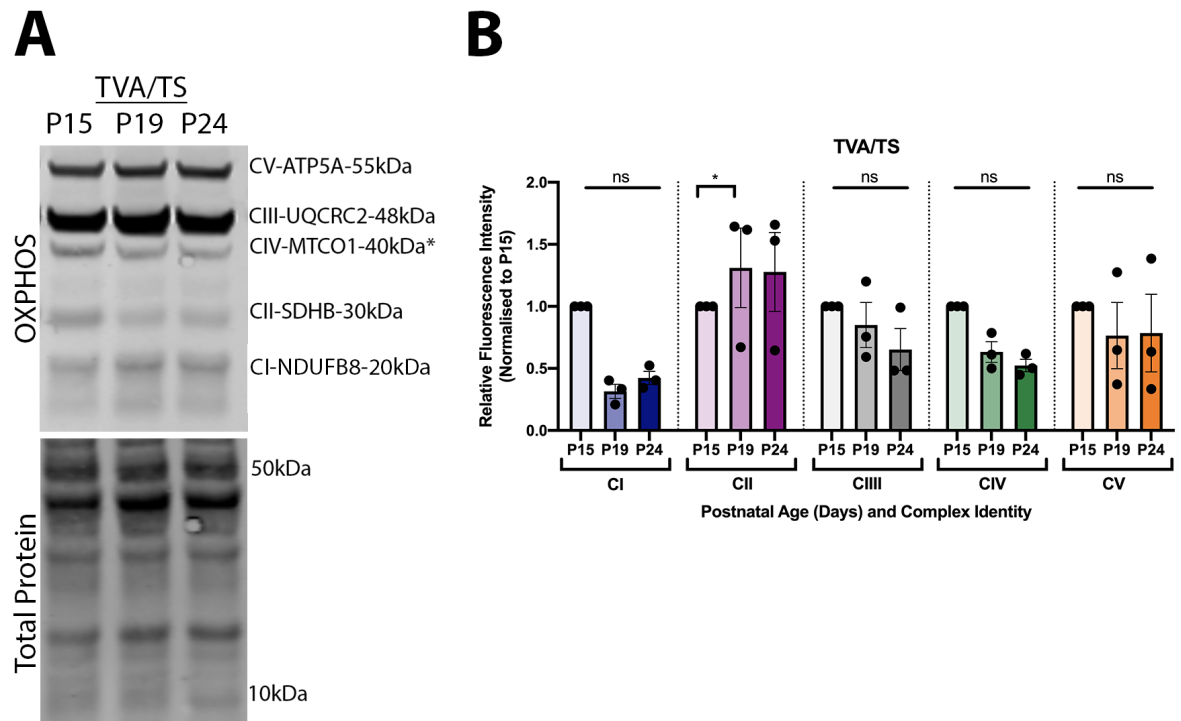 A
TVA/TS
P15 P19 P24
OXPHOS
CV-ATP5A-55kDa
CIII-UQCRC2-48kDa
CIV-MTCO1-40kDa*
CII-SDHB-30kDa
CI-NDUFB8-20kDa
Total Protein
50kDa
10kDa
B
TVA/TS
Relative Fluorescence Intensity
(Normalised to P15)
2.0
1.5
1.0
0.5
0.0
ns * ns ns ns
P15 P19 P24 P15 P19 P24 P15 P19 P24 P15 P19 P24 P15 P19 P24
CI CII CIIII CIV CV
Postnatal Age (Days) and Complex Identity